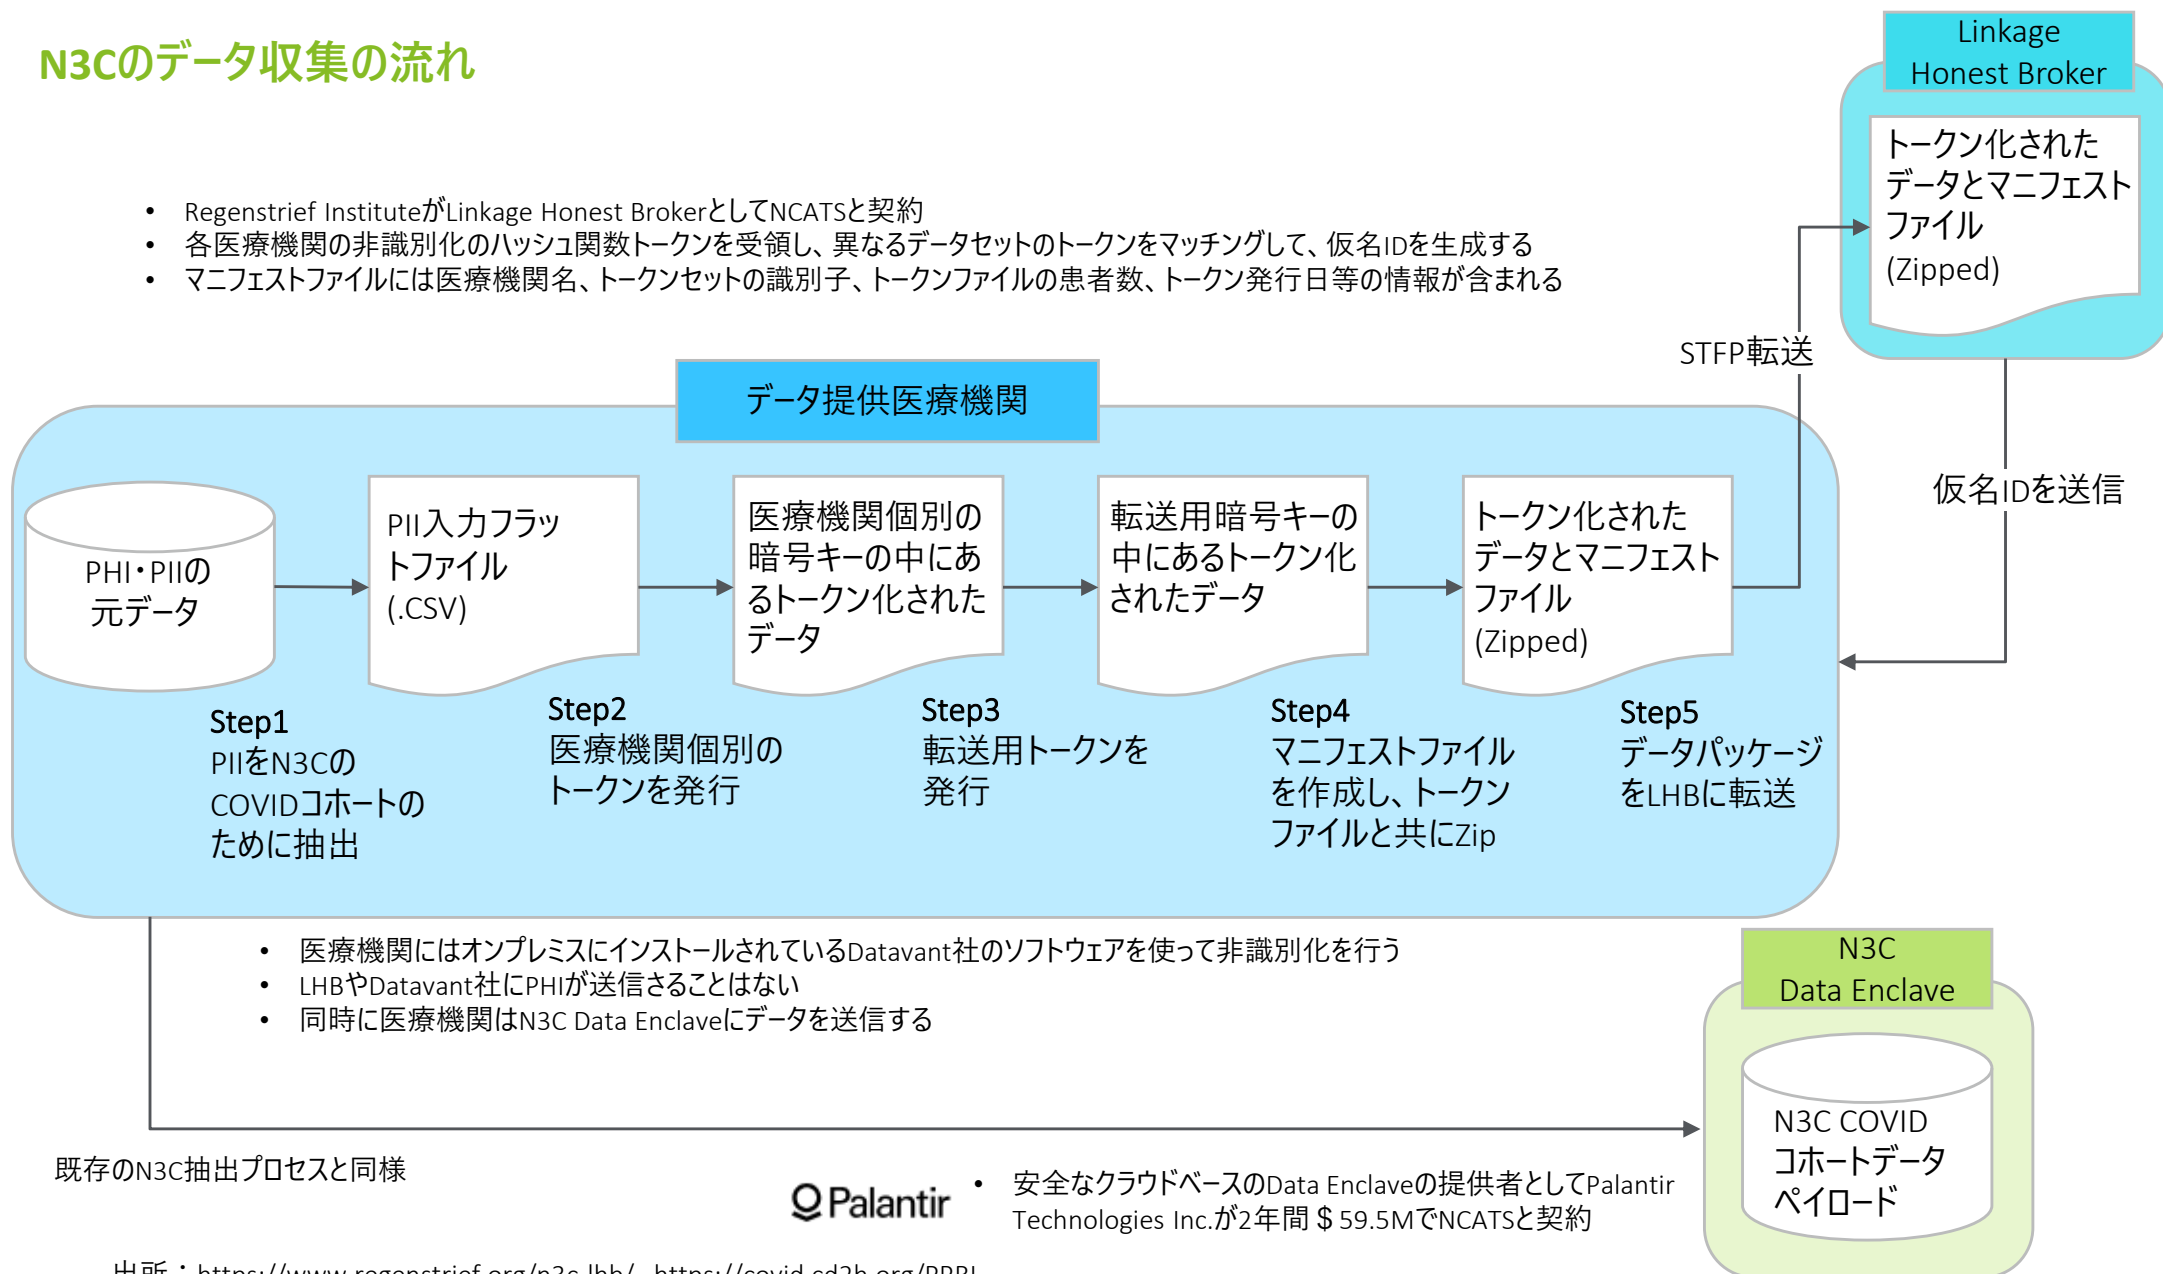 N3Cのデータ収集の流れ
Linkage
Honest Broker
トークン化された
データとマニフェスト
ファイル
(Zipped)
• Regenstrief InstituteがLinkage Honest BrokerとしてNCATSと契約
• 各医療機関の非識別化のハッシュ関数トークンを受領し、異なるデータセットのトークンをマッチングして、仮名IDを生成する
• マニフェストファイルには医療機関名、トークンセットの識別子、トークンファイルの患者数、トークン発行日等の情報が含まれる
STFP転送
仮名IDを送信
データ提供医療機関
PHI・PIIの
元データ
PII入力フラッ
トファイル
(.CSV)
医療機関個別の
暗号キーの中にあ
るトークン化された
データ
転送用暗号キーの
中にあるトークン化
されたデータ
トークン化された
データとマニフェスト
ファイル
(Zipped)
Step1
PIIをN3Cの
COVIDコホートの
ために抽出
Step2
医療機関個別の
トークンを発行
Step3
転送用トークンを
発行
Step4
マニフェストファイル
を作成し、トークン
ファイルと共にZip
Step5
データパッケージ
をLHBに転送
• 医療機関にはオンプレミスにインストールされているDatavant社のソフトウェアを使って非識別化を行う
• LHBやDatavant社にPHIが送信さることはない
• 同時に医療機関はN3C Data Enclaveにデータを送信する
N3C
Data Enclave
N3C COVID
コホートデータ
ペイロード
既存のN3C抽出プロセスと同様
Palantir
• 安全なクラウドベースのData Enclaveの提供者としてPalantir
Technologies Inc.が2年間＄59.5MでNCATSと契約
出所：https://www.regenstrief.org/n3c-lhb/ https://covid.cd2h.org/PPRL